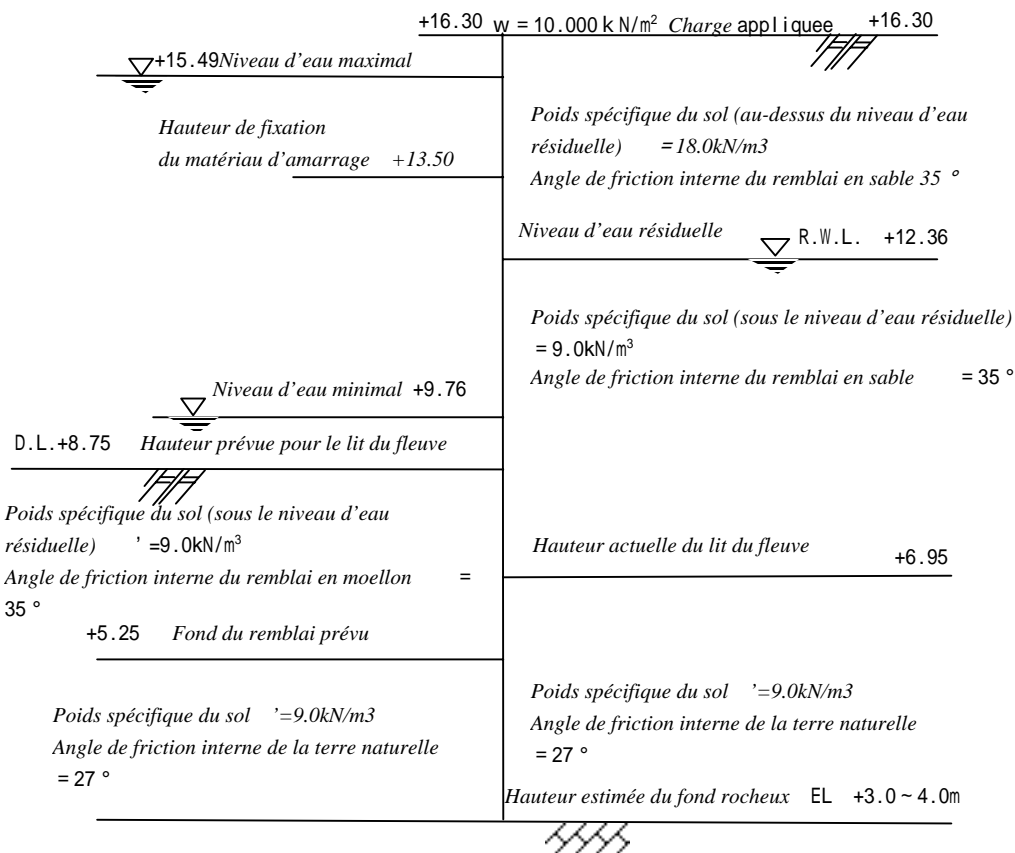 +16.30 w = 10.000 kN/m² Charge appliquee +16.30
+15.49 Niveau d'eau maximal
Poids spécifique du sol (au-dessus du niveau d'eau
résiduelle) =18.0kN/m3
Angle de friction interne du remblai en sable 35 °
Hauteur de fixation
du matériau d'amarrage +13.50
Niveau d'eau résiduelle R.W.L. +12.36
Poids spécifique du sol (sous le niveau d'eau résiduelle)
= 9.0kN/m³
Angle de friction interne du remblai en sable = 35 °
Niveau d'eau minimal +9.76
D.L.+8.75 Hauteur prévue pour le lit du fleuve
Poids spécifique du sol (sous le niveau d'eau
résiduelle) ' =9.0kN/m³
Angle de friction interne du remblai en moellon =
35 °
Hauteur actuelle du lit du fleuve +6.95
+5.25 Fond du remblai prévu
Poids spécifique du sol '=9.0kN/m3
Angle de friction interne de la terre naturelle
= 27 °
Poids spécifique du sol '=9.0kN/m3
Angle de friction interne de la terre naturelle
= 27 °
Hauteur estimée du fond rocheux EL +3.0 ~ 4.0m